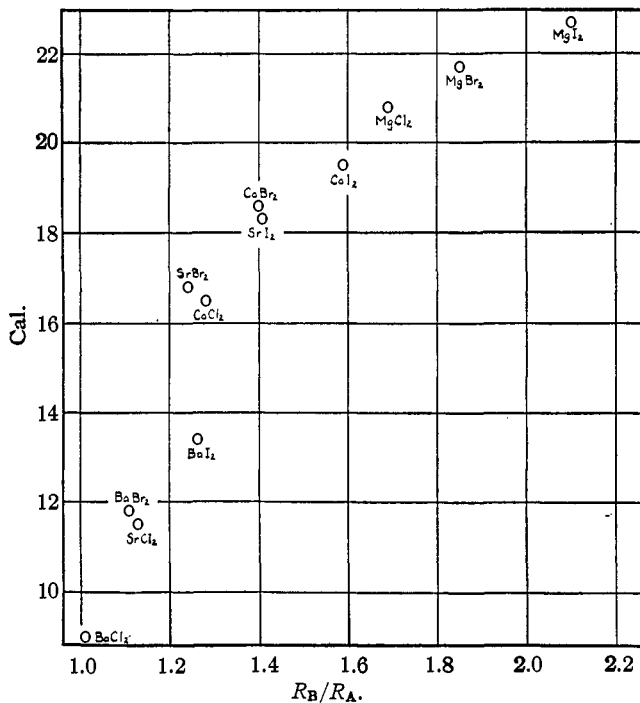 22
20
18
16
14
12
10
Cal.
MgI₂
MgBr₂
MgCl₂
CaI₂
CaBr₂
SrI₂
SrBr₂
CaCl₂
BaI₂
BaBr₂
SrCl₂
BaCl₂
1.0 1.2 1.4 1.6 1.8 2.0 2.2
R_B/R_A.